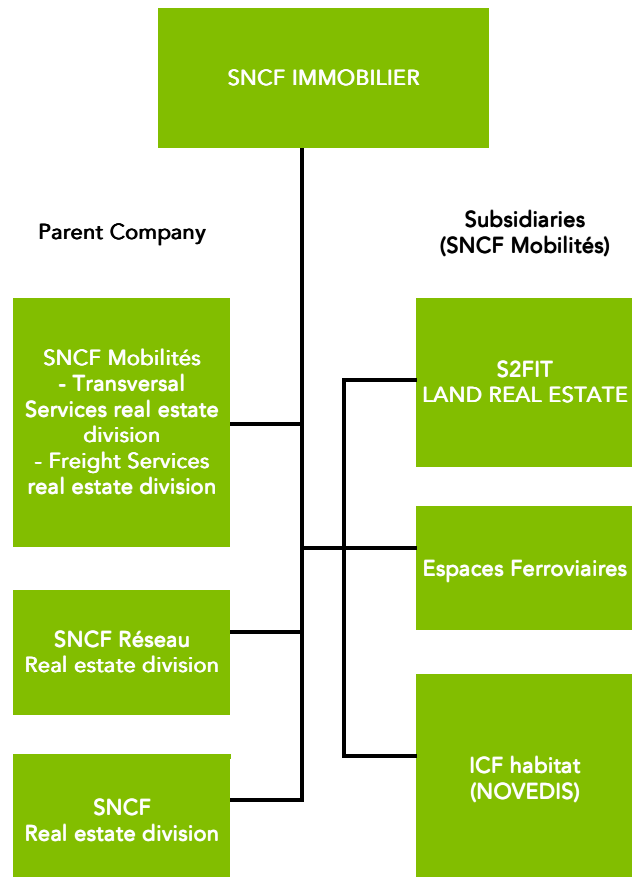 SNCF IMMOBILIER
Parent Company
Subsidiaries
(SNCF Mobilités)
SNCF Mobilités
- Transversal
Services real estate
division
- Freight Services
real estate division
S2FIT
LAND REAL ESTATE
Espaces Ferroviaires
SNCF Réseau
Real estate division
ICF habitat
(NOVEDIS)
SNCF
Real estate division